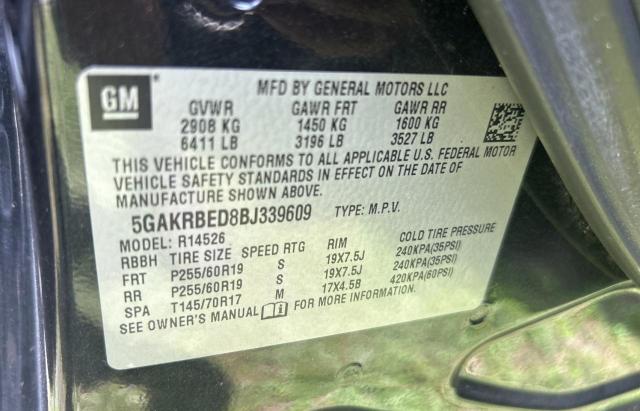 GM
MFD BY GENERAL MOTORS LLC
GVWR GAWR FRT GAWR RR
2908 KG 1450 KG 1600 KG
6411 LB 3196 LB 3527 LB
THIS VEHICLE CONFORMS TO ALL APPLICABLE U.S. FEDERAL MOTOR
VEHICLE SAFETY STANDARDS IN EFFECT ON THE DATE OF
MANUFACTURE SHOWN ABOVE.
5GAKRBED8BJ339609 TYPE: M.P.V.
MODEL: R14526
RBBH TIRE SIZE SPEED RTG RIM COLD TIRE PRESSURE
FRT P255/60R19 S 19X7.5J 240KPA(35PSI)
RR P255/60R19 S 19X7.5J 240KPA(35PSI)
SPA T145/70R17 M 17X4.5B 420KPA(60PSI)
SEE OWNER'S MANUAL FOR MORE INFORMATION.